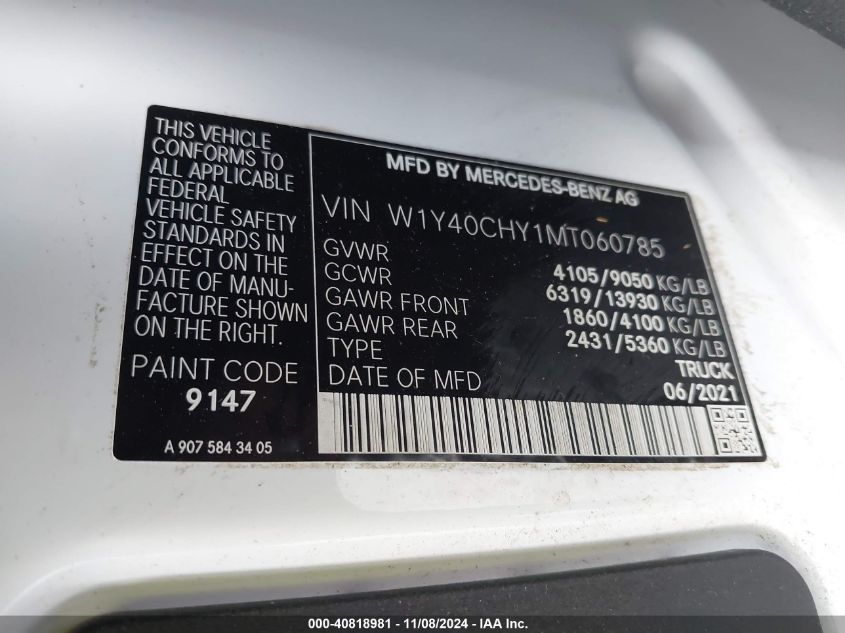 THIS VEHICLE
CONFORMS TO
ALL APPLICABLE
FEDERAL
VEHICLE SAFETY
STANDARDS IN
EFFECT ON THE
DATE OF MANU-
FACTURE SHOWN
ON THE RIGHT.
PAINT CODE
9147
A 907 584 34 05
MFD BY MERCEDES-BENZ AG
VIN W1Y40CHY1MT060785
GVWR 4105/9050 KG/LB
GCWR 6319/13930 KG/LB
GAWR FRONT 1860/4100 KG/LB
GAWR REAR 2431/5360 KG/LB
TYPE TRUCK
DATE OF MFD 06/2021
000-40818981 - 11/08/2024 - IAA Inc.